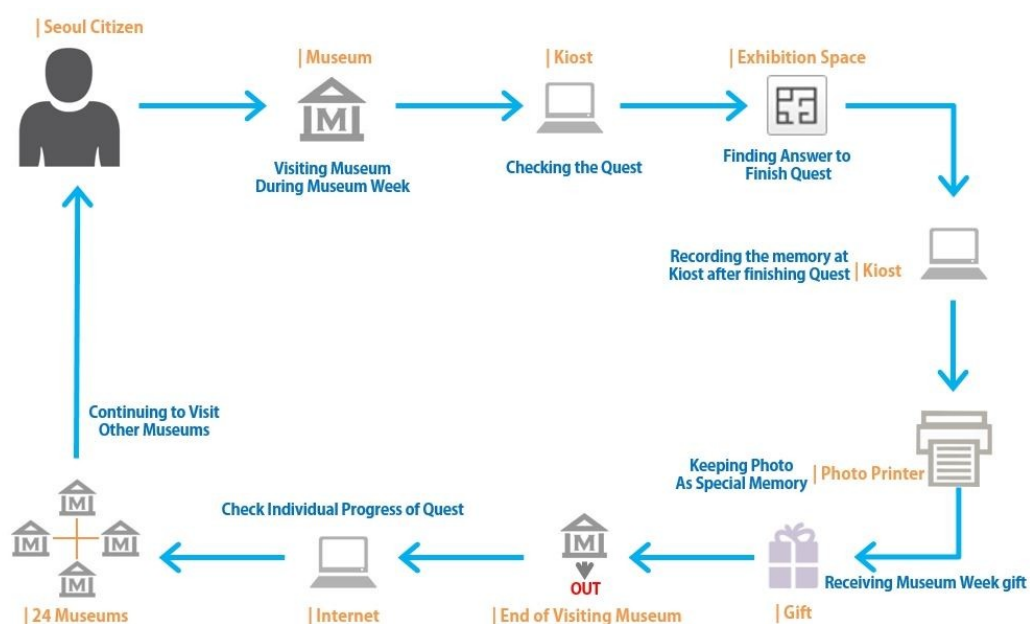 | Seoul Citizen
| Museum
Visiting Museum
During Museum Week
| Kiost
Checking the Quest
| Exhibition Space
Finding Answer to
Finish Quest
Recording the memory at
Kiost after finishing Quest
| Kiost
Keeping Photo
As Special Memory
| Photo Printer
Receiving Museum Week gift
| Gift
M
OUT
| End of Visiting Museum
Check Individual Progress of Quest
| Internet
Continuing to Visit
Other Museums
M
M
M
M
| 24 Museums
M